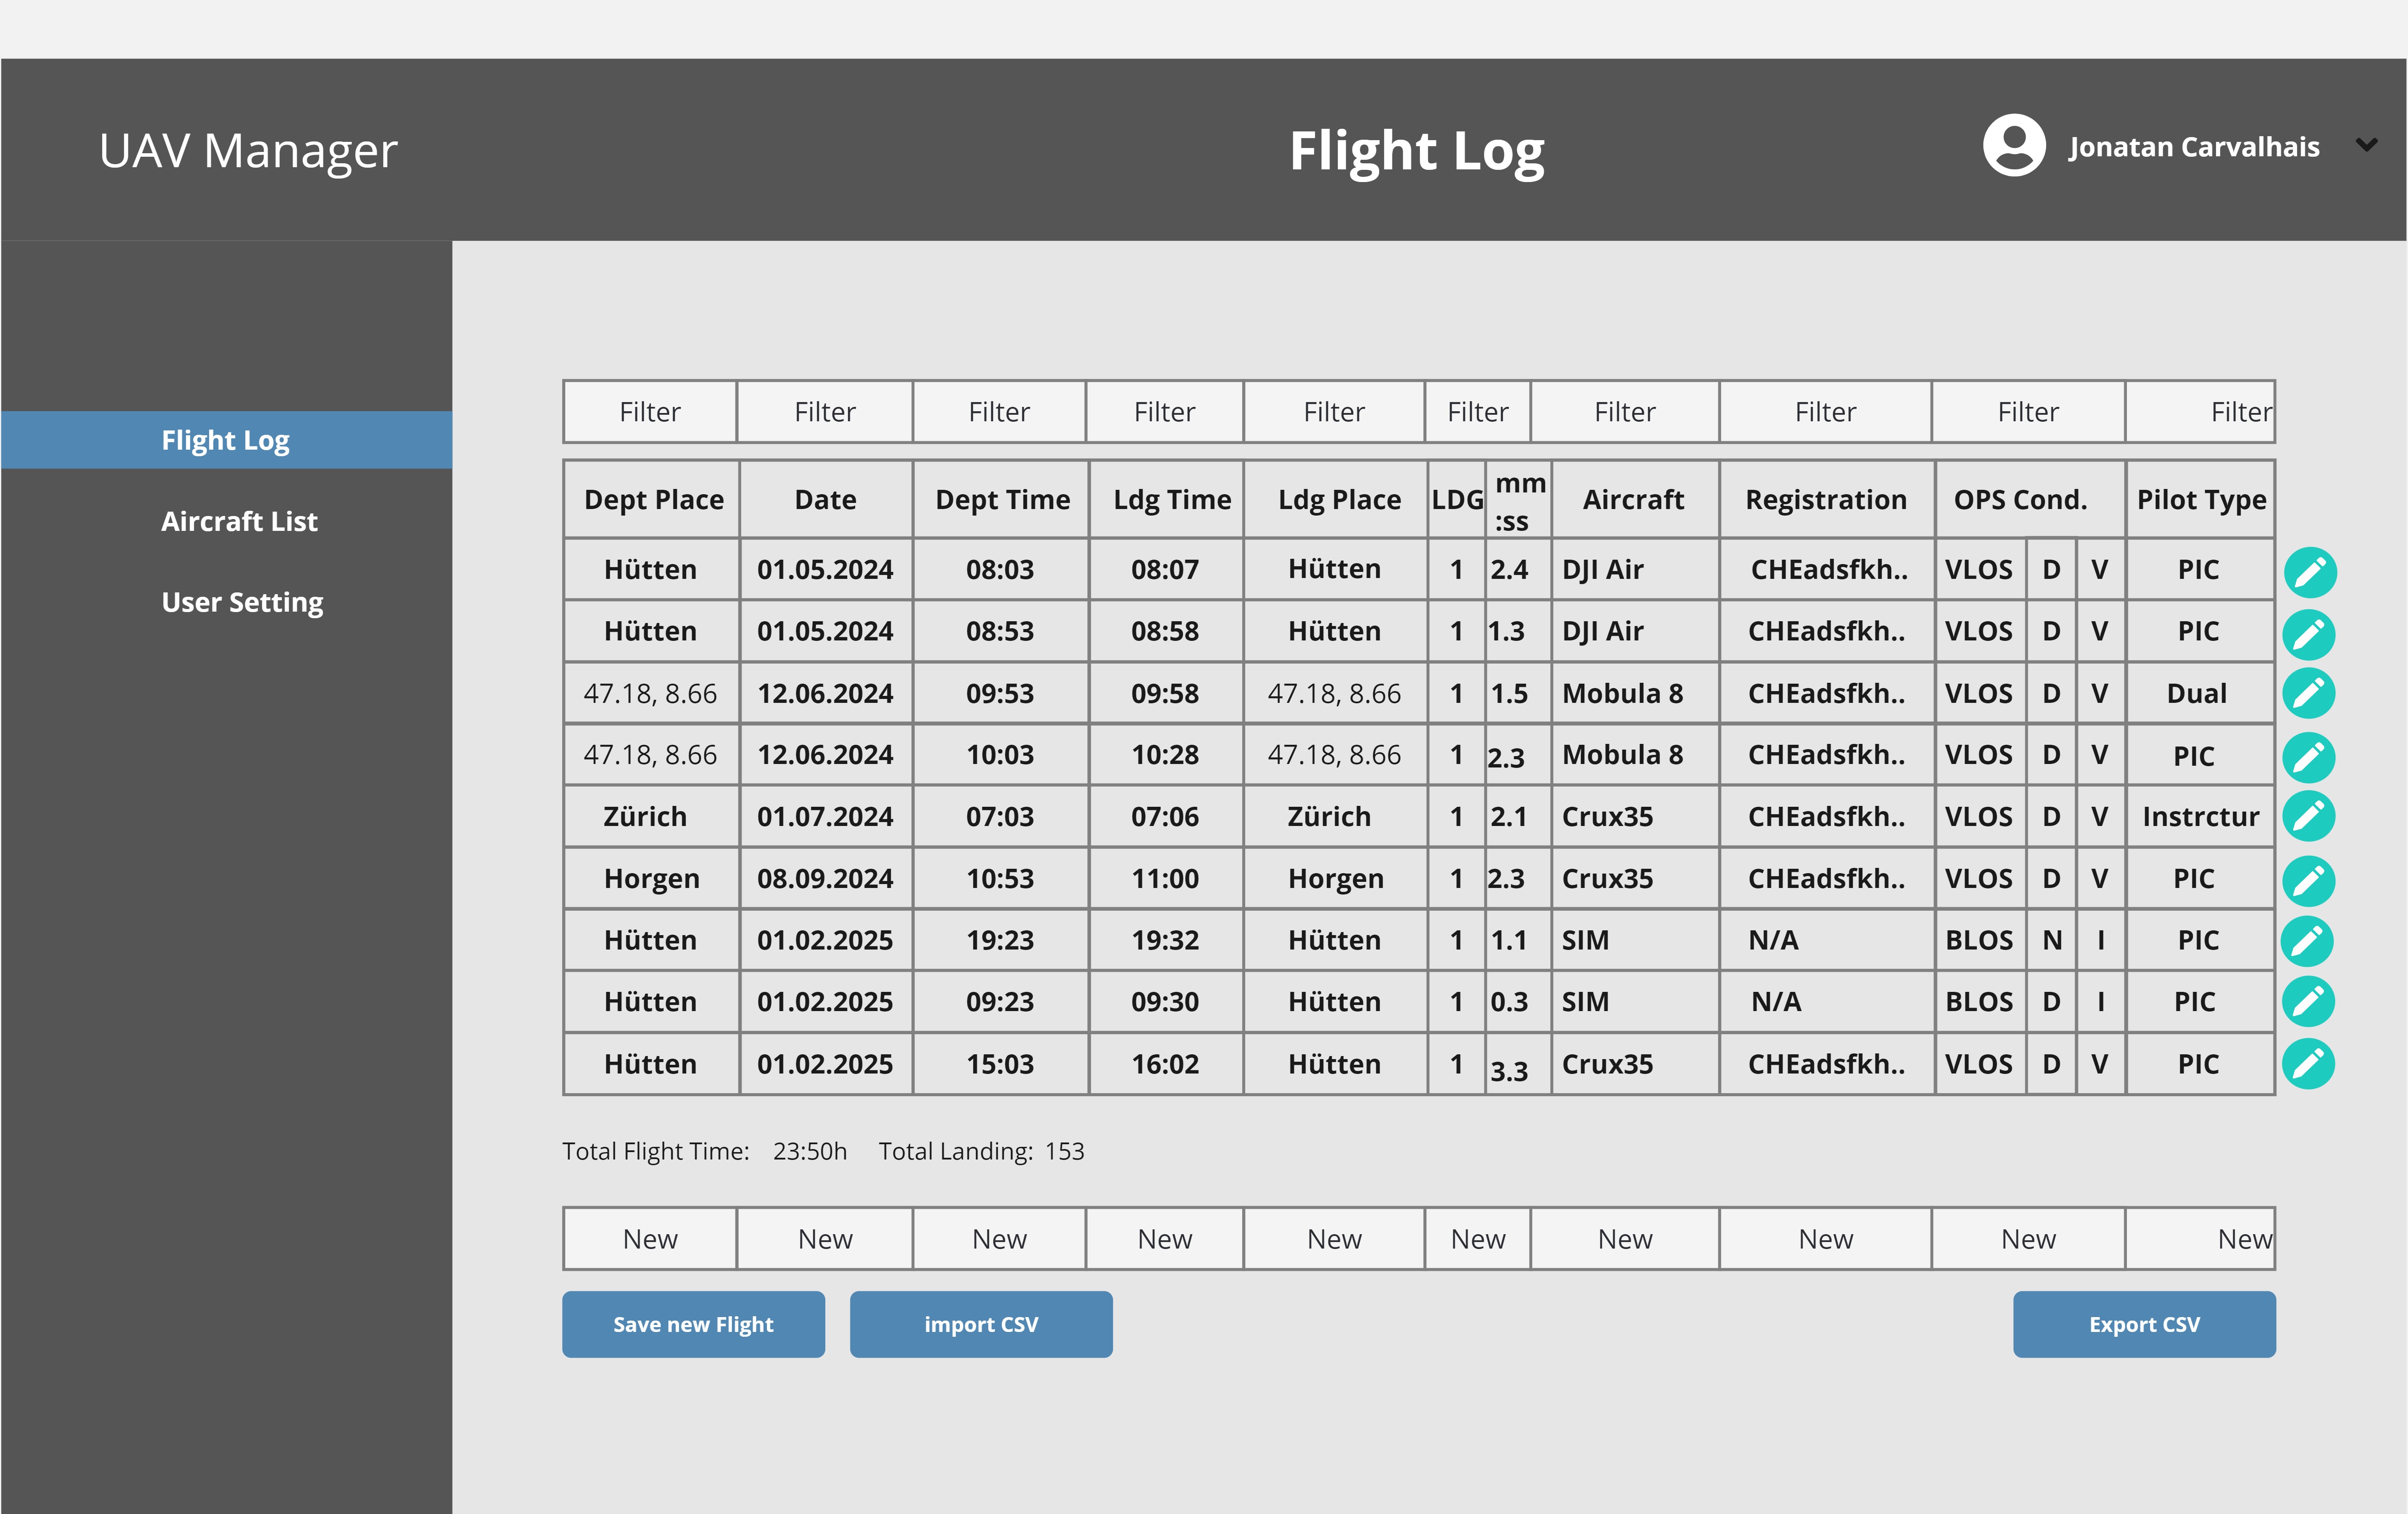 UAV Manager
Flight Log
Jonatan Carvalhais
Flight Log
Aircraft List
User Setting
Filter Filter Filter Filter Filter Filter Filter Filter Filter Filter
Dept Place Date Dept Time Ldg Time Ldg Place LDG mm :ss Aircraft Registration OPS Cond. Pilot Type
Hütten 01.05.2024 08:03 08:07 Hütten 1 2.4 DJI Air CHEadsfkh.. VLOS D V PIC
Hütten 01.05.2024 08:53 08:58 Hütten 1 1.3 DJI Air CHEadsfkh.. VLOS D V PIC
47.18, 8.66 12.06.2024 09:53 09:58 47.18, 8.66 1 1.5 Mobula 8 CHEadsfkh.. VLOS D V Dual
47.18, 8.66 12.06.2024 10:03 10:28 47.18, 8.66 1 2.3 Mobula 8 CHEadsfkh.. VLOS D V PIC
Zürich 01.07.2024 07:03 07:06 Zürich 1 2.1 Crux35 CHEadsfkh.. VLOS D V Instrctur
Horgen 08.09.2024 10:53 11:00 Horgen 1 2.3 Crux35 CHEadsfkh.. VLOS D V PIC
Hütten 01.02.2025 19:23 19:32 Hütten 1 1.1 SIM N/A BLOS N I PIC
Hütten 01.02.2025 09:23 09:30 Hütten 1 0.3 SIM N/A BLOS D I PIC
Hütten 01.02.2025 15:03 16:02 Hütten 1 3.3 Crux35 CHEadsfkh.. VLOS D V PIC
Total Flight Time: 23:50h Total Landing: 153
New New New New New New New New New New
Save new Flight import CSV Export CSV